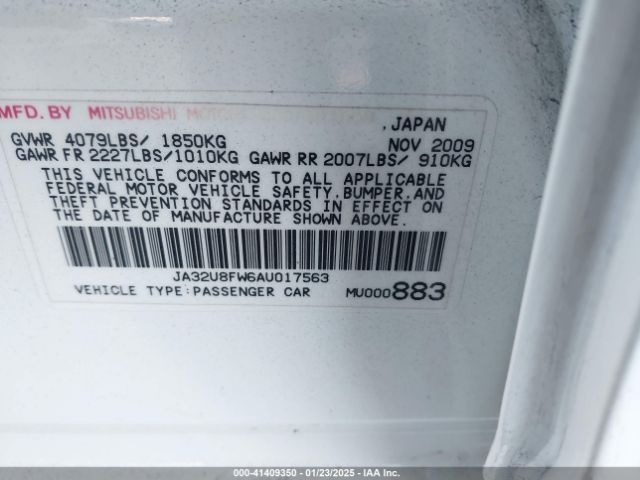 MFD. BY MITSUBISHI MOTORS
, JAPAN
GVWR 4079LBS/ 1850KG NOV 2009
GAWR FR 2227LBS/1010KG GAWR RR 2007LBS/ 910KG
THIS VEHICLE CONFORMS TO ALL APPLICABLE
FEDERAL MOTOR VEHICLE SAFETY, BUMPER, AND
THEFT PREVENTION STANDARDS IN EFFECT ON
THE DATE OF MANUFACTURE SHOWN ABOVE.
JA32U8FW6AU017563
VEHICLE TYPE:PASSENGER CAR MU000883
000-41409350 • 01/23/2025 • IAA Inc.